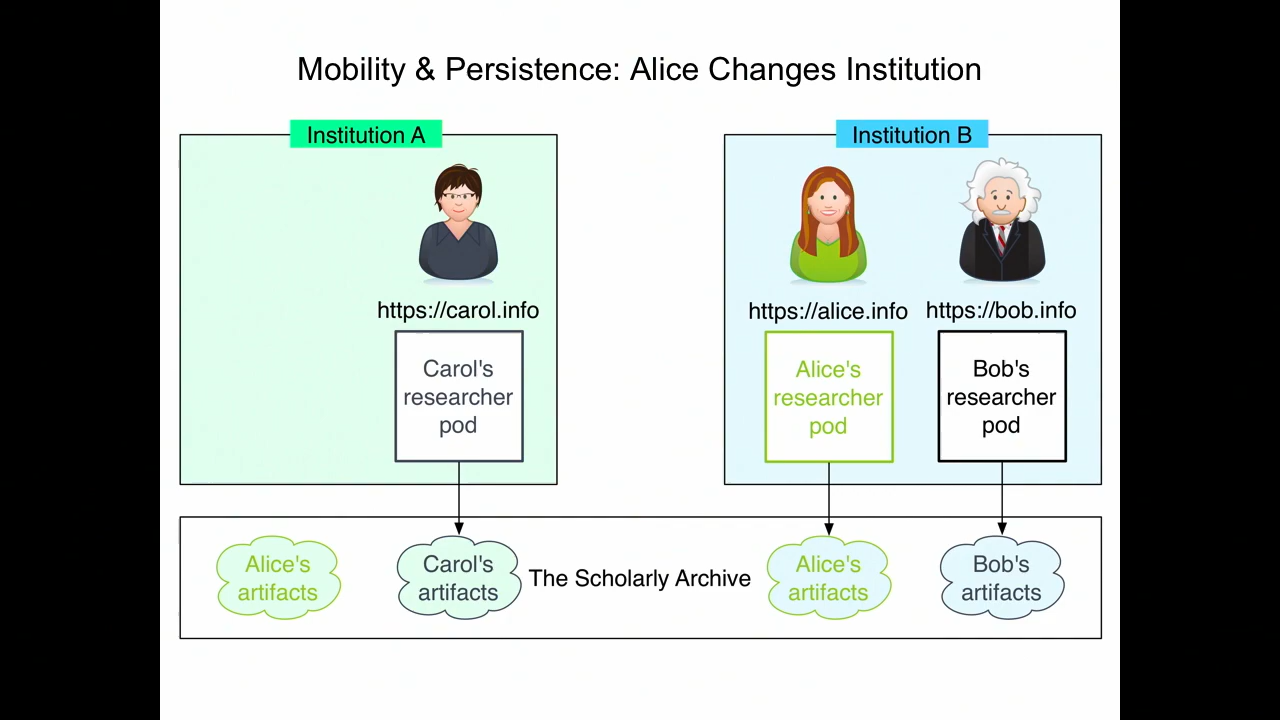 Mobility & Persistence: Alice Changes Institution
Institution A
Institution B
https://carol.info
https://alice.info
https://bob.info
Carol's
researcher
pod
Alice's
researcher
pod
Bob's
researcher
pod
Alice's
artifacts
Carol's
artifacts
The Scholarly Archive
Alice's
artifacts
Bob's
artifacts